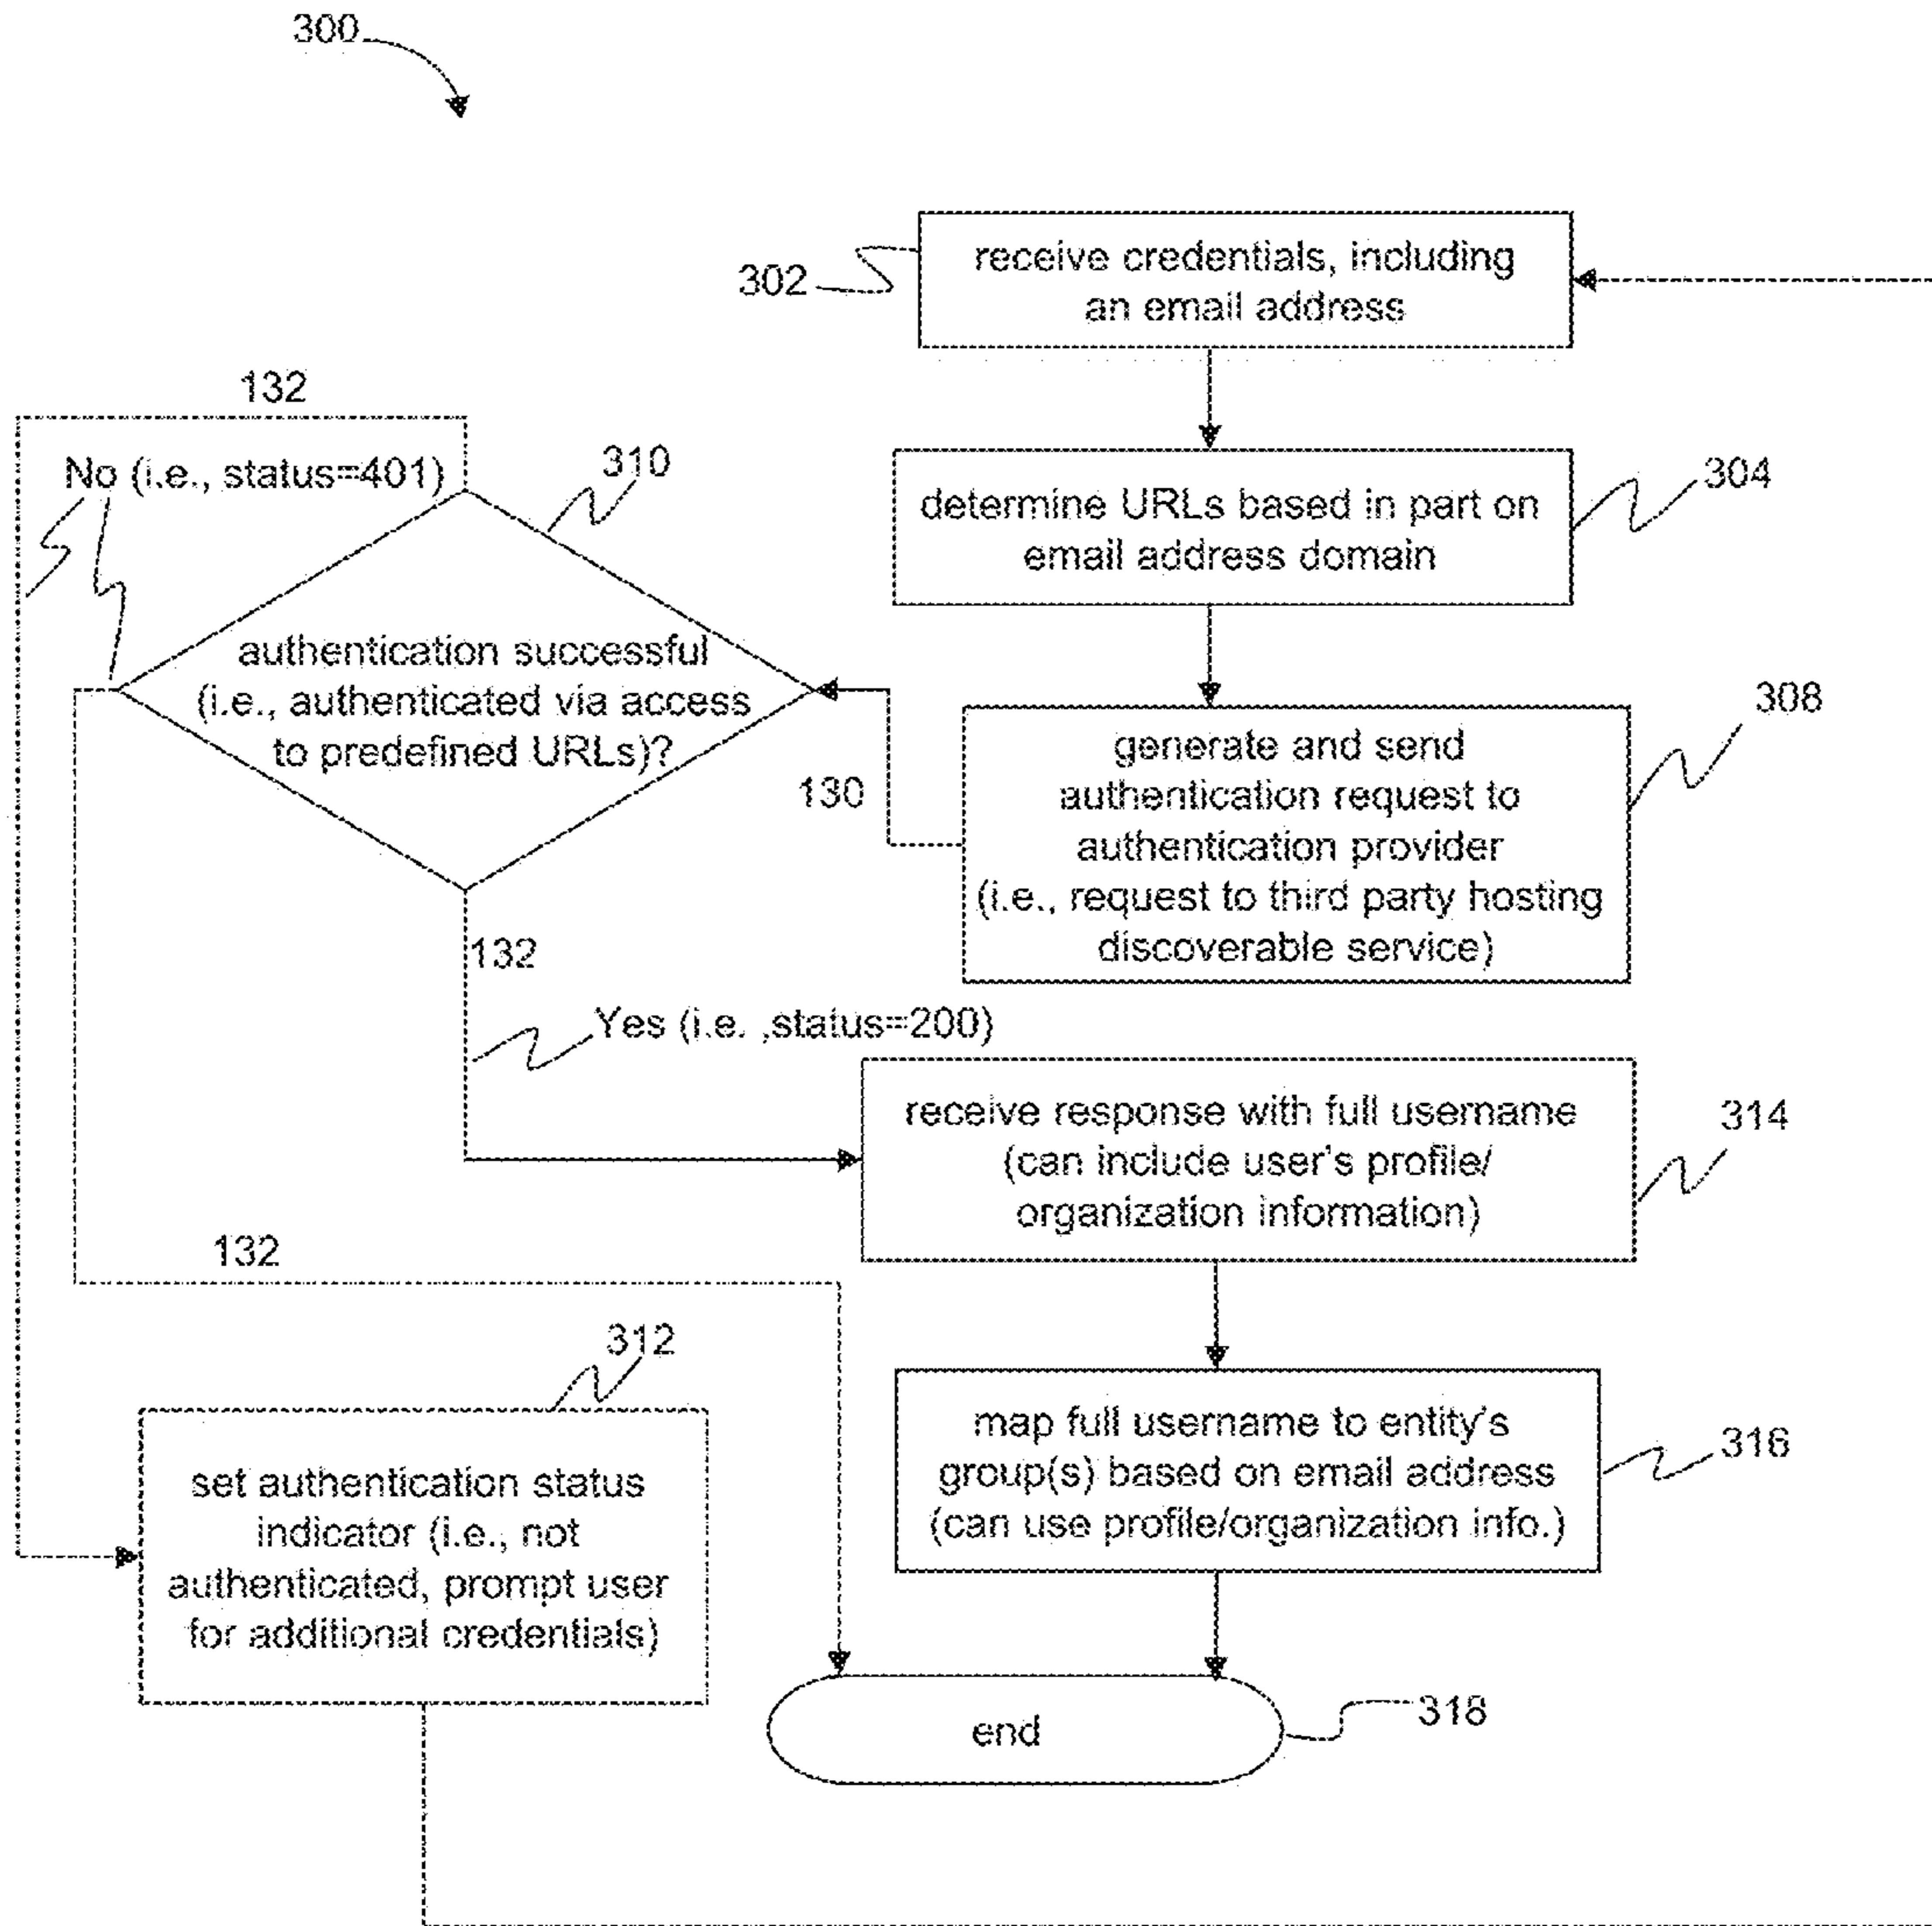 300
302
receive credentials, including
an email address
132
No (i.e., status=401)
310
304
determine URLs based in part on
email address domain
authentication successful
(i.e., authenticated via access
to predefined URLs)?
130
308
generate and send
authentication request to
authentication provider
(i.e., request to third party hosting
discoverable service)
132
Yes (i.e. ,status=200)
receive response with full username
(can include user's profile/
organization information)
314
132
312
set authentication status
indicator (i.e., not
authenticated, prompt user
for additional credentials)
map full username to entity's
group(s) based on email address
(can use profile/organization info.)
316
end
318